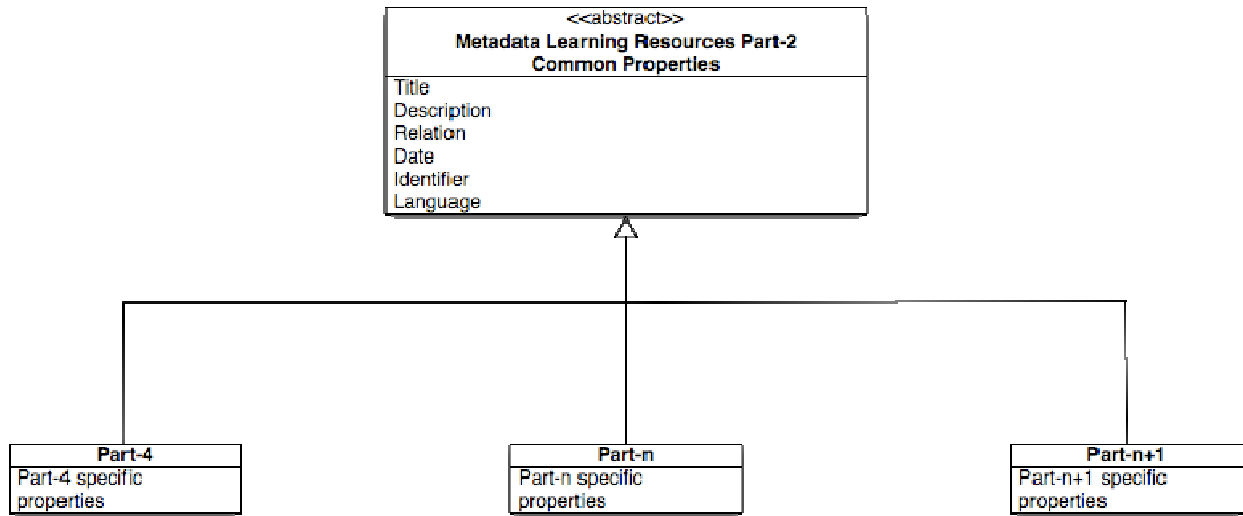 <<abstract>>
Metadata Learning Resources Part-2
Common Properties
Title
Description
Relation
Date
Identifier
Language
Part-4
Part-4 specific
properties
Part-n
Part-n specific
properties
Part-n+1
Part-n+1 specific
properties